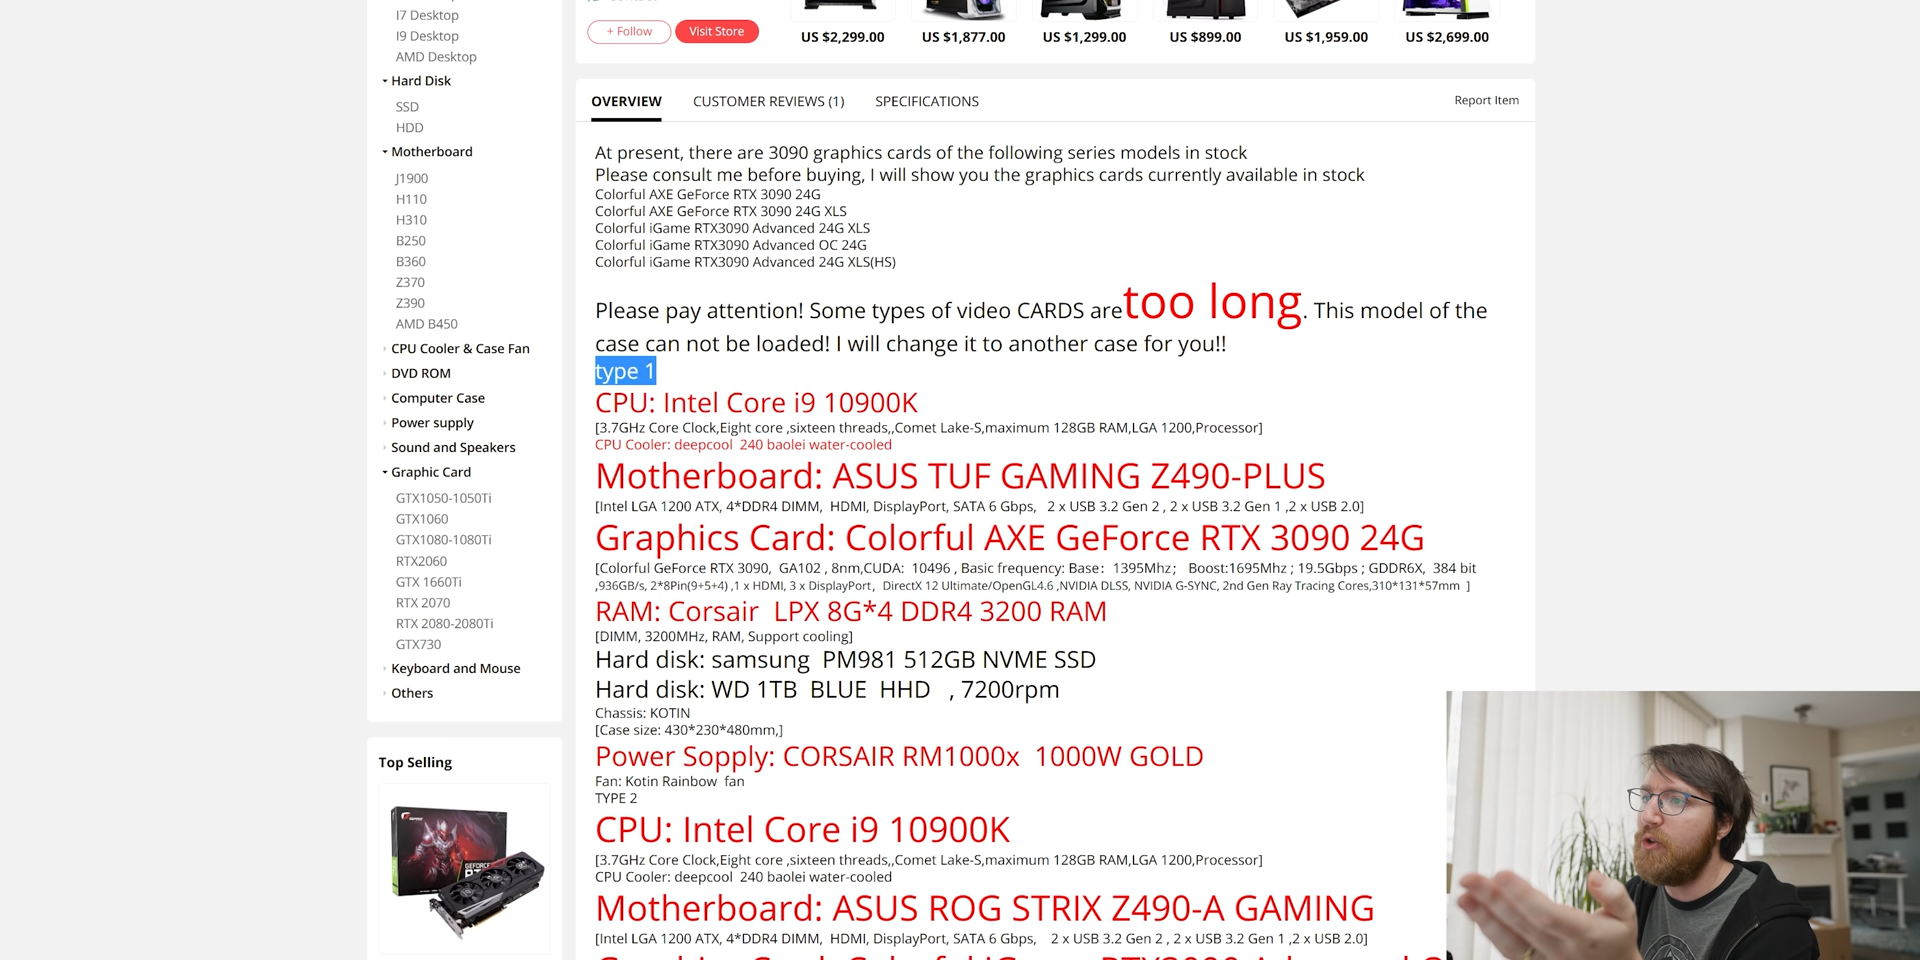 I7 Desktop
I9 Desktop
AMD Desktop
Hard Disk
SSD
HDD
Motherboard
J1900
H110
H310
B250
B360
Z370
Z390
AMD B450
CPU Cooler & Case Fan
DVD ROM
Computer Case
Power supply
Sound and Speakers
Graphic Card
GTX1050-1050Ti
GTX1060
GTX1080-1080Ti
RTX2060
GTX 1660Ti
RTX 2070
RTX 2080-2080Ti
GTX730
Keyboard and Mouse
Others
Top Selling
+ Follow
Visit Store
US $2,299.00
US $1,877.00
US $1,299.00
US $899.00
US $1,959.00
US $2,699.00
OVERVIEW
CUSTOMER REVIEWS (1)
SPECIFICATIONS
Report Item
At present, there are 3090 graphics cards of the following series models in stock
Please consult me before buying, I will show you the graphics cards currently available in stock
Colorful AXE GeForce RTX 3090 24G
Colorful AXE GeForce RTX 3090 24G XLS
Colorful iGame RTX3090 Advanced 24G XLS
Colorful iGame RTX3090 Advanced OC 24G
Colorful iGame RTX3090 Advanced 24G XLS(HS)
Please pay attention! Some types of video CARDS are too long. This model of the
case can not be loaded! I will change it to another case for you!!
type 1
CPU: Intel Core i9 10900K
[3.7GHz Core Clock,Eight core ,sixteen threads,,Comet Lake-S,maximum 128GB RAM,LGA 1200,Processor]
CPU Cooler: deepcool 240 baolei water-cooled
Motherboard: ASUS TUF GAMING Z490-PLUS
[Intel LGA 1200 ATX, 4*DDR4 DIMM, HDMI, DisplayPort, SATA 6 Gbps, 2 x USB 3.2 Gen 2 , 2 x USB 3.2 Gen 1 ,2 x USB 2.0]
Graphics Card: Colorful AXE GeForce RTX 3090 24G
[Colorful GeForce RTX 3090, GA102 , 8nm,CUDA: 10496 , Basic frequency: Base: 1395Mhz; Boost:1695Mhz ; 19.5Gbps ; GDDR6X, 384 bit
,936GB/s, 2*8Pin(9+5+4) ,1 x HDMI, 3 x DisplayPort, DirectX 12 Ultimate/OpenGL4.6 ,NVIDIA DLSS, NVIDIA G-SYNC, 2nd Gen Ray Tracing Cores,310*131*57mm ]
RAM: Corsair LPX 8G*4 DDR4 3200 RAM
[DIMM, 3200MHz, RAM, Support cooling]
Hard disk: samsung PM981 512GB NVME SSD
Hard disk: WD 1TB BLUE HHD , 7200rpm
Chassis: KOTIN
[Case size: 430*230*480mm,]
Power Sopply: CORSAIR RM1000x 1000W GOLD
Fan: Kotin Rainbow fan
TYPE 2
CPU: Intel Core i9 10900K
[3.7GHz Core Clock,Eight core ,sixteen threads,,Comet Lake-S,maximum 128GB RAM,LGA 1200,Processor]
CPU Cooler: deepcool 240 baolei water-cooled
Motherboard: ASUS ROG STRIX Z490-A GAMING
[Intel LGA 1200 ATX, 4*DDR4 DIMM, HDMI, DisplayPort, SATA 6 Gbps, 2 x USB 3.2 Gen 2 , 2 x USB 3.2 Gen 1 ,2 x USB 2.0]